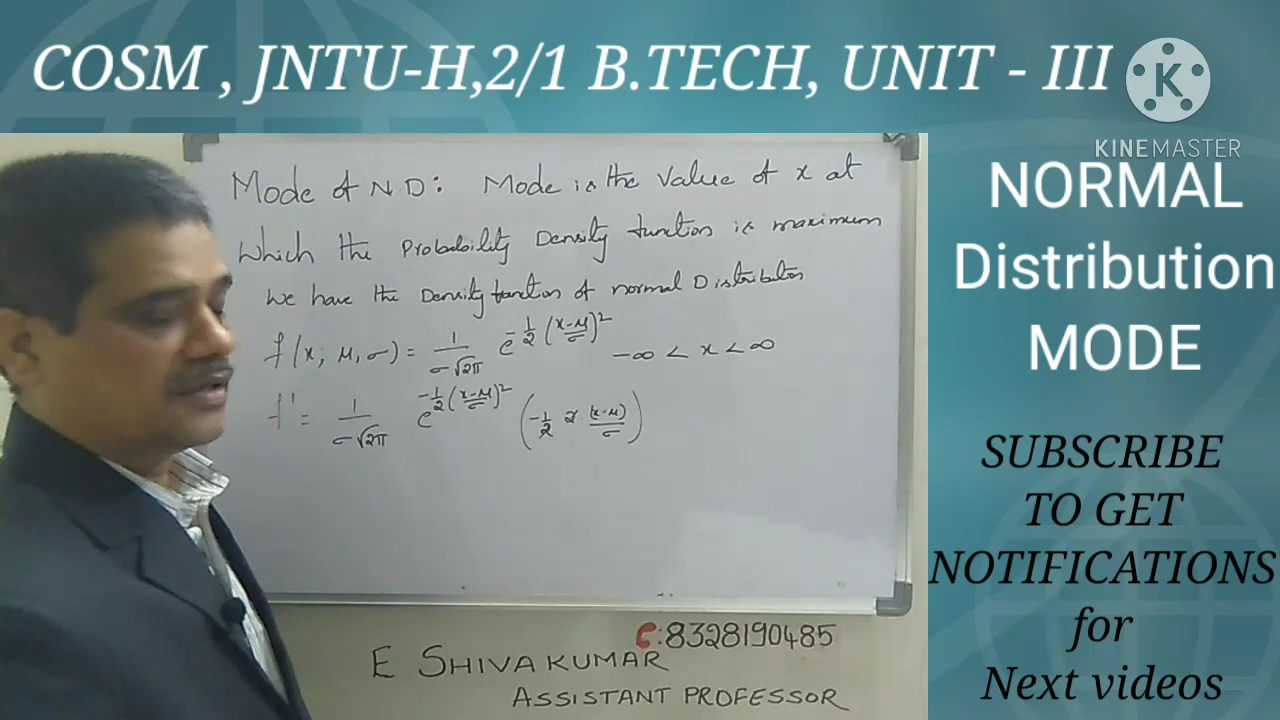 COSM , JNTU-H,2/1 B.TECH, UNIT - III
K
KINEMASTER
NORMAL
Distribution
MODE
SUBSCRIBE
TO GET
NOTIFICATIONS
for
Next videos
Mode of N D: Mode is the Value of x at
Which the Probability Density function is maximum
We have the Density function of normal Distribution
f(x; μ, σ) = 1/(σ√2π) e^(-1/2 ((x-μ)/σ)^2) -∞ < x < ∞
f' = 1/(σ√2π) e^(-1/2 ((x-μ)/σ)^2) (-1/2 2 (x-μ)/σ)
C:8328190485
E SHIVA KUMAR
ASSISTANT PROFESSOR